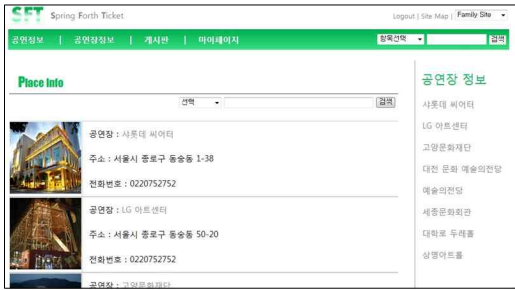 SFT Spring Forth Ticket
Logout | Site Map | Family Site
공연정보 | 공연장정보 | 게시판 | 마이페이지
항목선택 검색
Place Info
선택 검색
공연장 : 샤롯데 씨어터
주소 : 서울시 종로구 동숭동 1-38
전화번호 : 0220752752
공연장 : LG 아트센터
주소 : 서울시 종로구 동숭동 50-20
전화번호 : 0220752752
공연장 : 고양문화재단
공연장 정보
샤롯데 씨어터
LG 아트센터
고양문화재단
대전 문화 예술의전당
예술의전당
세종문화회관
대학로 두레홀
상명아트홀